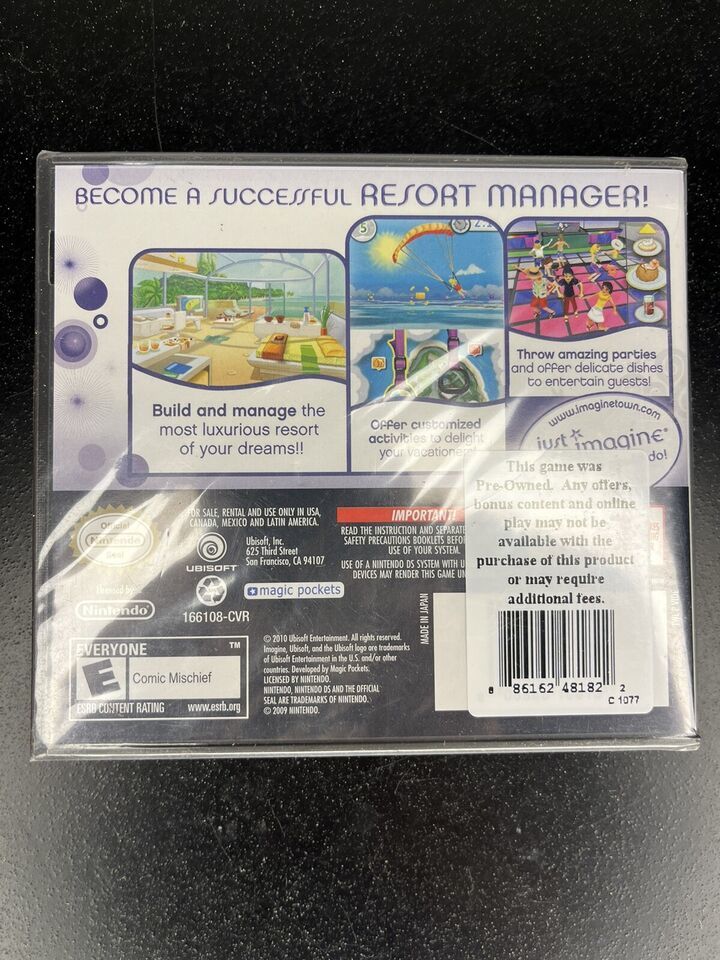 BECOME A SUCCESSFUL RESORT MANAGER!
5
Build and manage the
most luxurious resort
of your dreams!!
Offer customized
activities to delight
your vacationers
Throw amazing parties
and offer delicate dishes
to entertain guests!
www.imaginetown.com
just imagine®
do!
This game was
Pre-Owned. Any offers,
bonus content and online
play may not be
available with the
purchase of this product
or may require
additional fees.
8 86162 48182 2
C 1077
Official
Nintendo
Seal
Licensed by
Nintendo®
FOR SALE, RENTAL AND USE ONLY IN USA,
CANADA, MEXICO AND LATIN AMERICA.
UBISOFT
Ubisoft, Inc.
625 Third Street
San Francisco, CA 94107
166108-CVR
magic pockets
IMPORTANT!
READ THE INSTRUCTION AND SEPARATE
SAFETY PRECAUTIONS BOOKLETS BEFOR
USE OF YOUR SYSTEM.
USE OF A NINTENDO DS SYSTEM WITH U
DEVICES MAY RENDER THIS GAME UN
MADE IN JAPAN
© 2010 Ubisoft Entertainment. All rights reserved.
Imagine, Ubisoft, and the Ubisoft logo are trademarks
of Ubisoft Entertainment in the U.S. and/or other
countries. Developed by Magic Pockets.
LICENSED BY NINTENDO.
NINTENDO, NINTENDO DS AND THE OFFICIAL
SEAL ARE TRADEMARKS OF NINTENDO.
© 2009 NINTENDO.
EVERYONE TM
E
Comic Mischief
ESRB CONTENT RATING www.esrb.org